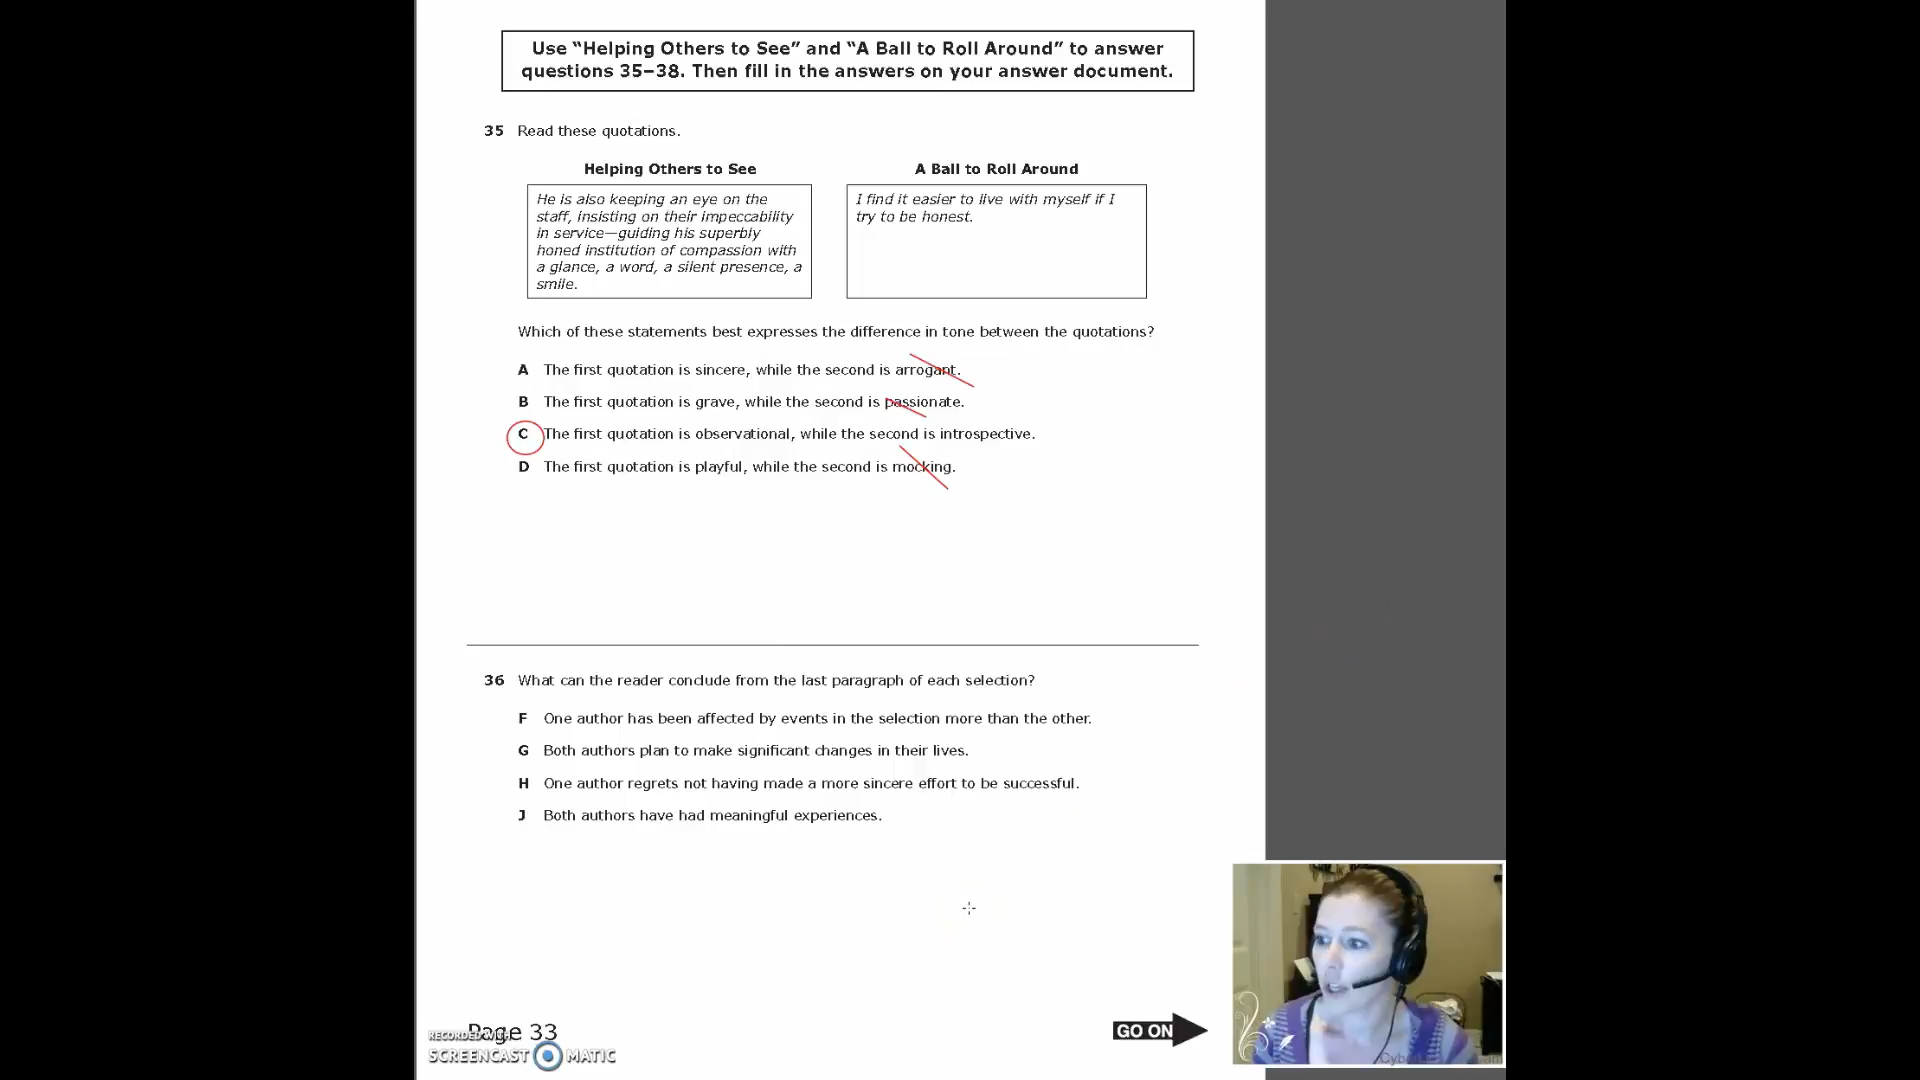 Use “Helping Others to See” and “A Ball to Roll Around” to answer
questions 35–38. Then fill in the answers on your answer document.
35 Read these quotations.
Helping Others to See
He is also keeping an eye on the
staff, insisting on their impeccability
in service—guiding his superbly
honed institution of compassion with
a glance, a word, a silent presence, a
smile.
A Ball to Roll Around
I find it easier to live with myself if I
try to be honest.
Which of these statements best expresses the difference in tone between the quotations?
A The first quotation is sincere, while the second is arrogant.
B The first quotation is grave, while the second is passionate.
C The first quotation is observational, while the second is introspective.
D The first quotation is playful, while the second is mocking.
36 What can the reader conclude from the last paragraph of each selection?
F One author has been affected by events in the selection more than the other.
G Both authors plan to make significant changes in their lives.
H One author regrets not having made a more sincere effort to be successful.
J Both authors have had meaningful experiences.
Page 33
GO ON
RECORDED WITH
SCREENCAST MATIC